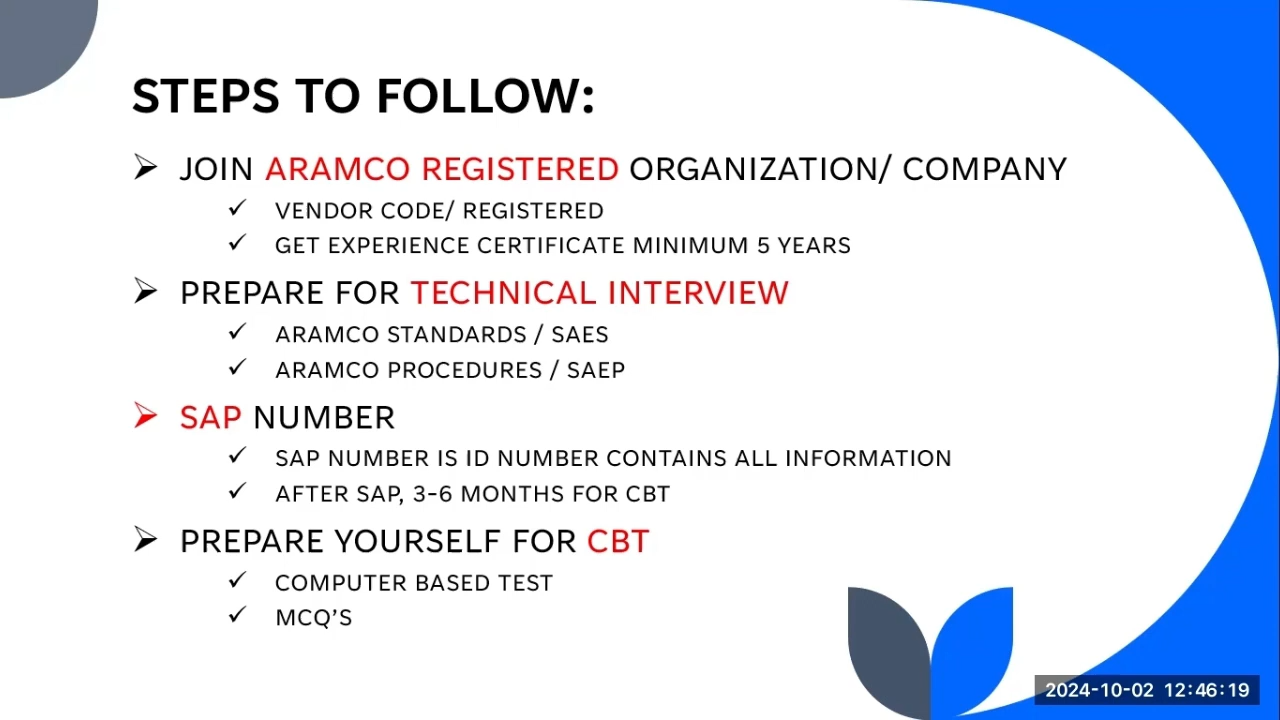 STEPS TO FOLLOW:
JOIN ARAMCO REGISTERED ORGANIZATION/ COMPANY
VENDOR CODE/ REGISTERED
GET EXPERIENCE CERTIFICATE MINIMUM 5 YEARS
PREPARE FOR TECHNICAL INTERVIEW
ARAMCO STANDARDS / SAES
ARAMCO PROCEDURES / SAEP
SAP NUMBER
SAP NUMBER IS ID NUMBER CONTAINS ALL INFORMATION
AFTER SAP, 3-6 MONTHS FOR CBT
PREPARE YOURSELF FOR CBT
COMPUTER BASED TEST
MCQ’S
2024-10-02 12:46:19